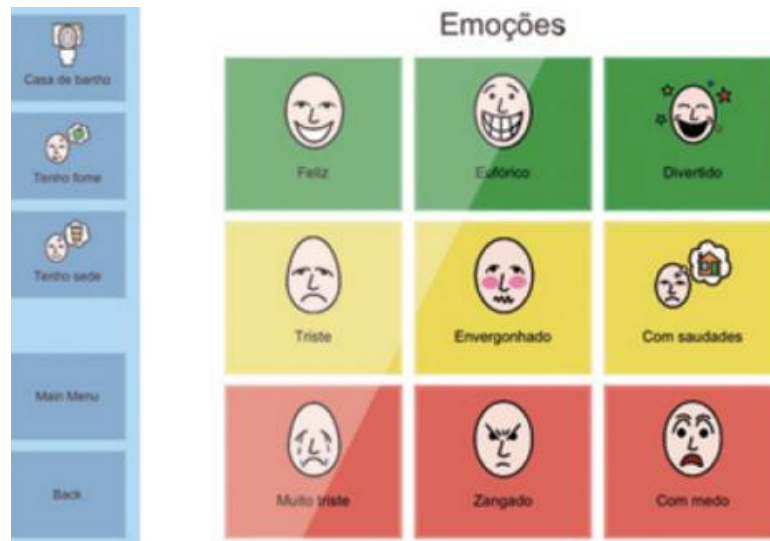 Emoções
Casa de banho
Tenho fome
Tenho sede
Main Menu
Back
Feliz
Eufórico
Divertido
Triste
Envergonhado
Com saudades
Muito triste
Zangado
Com medo